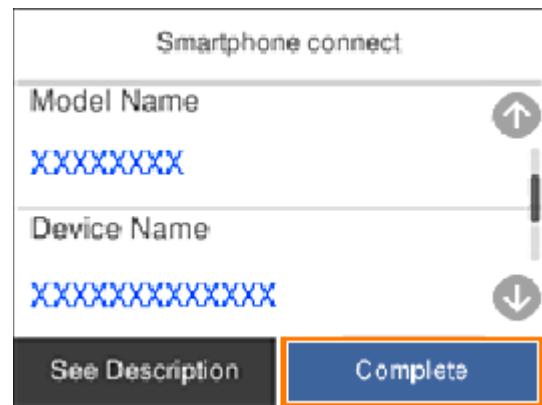 Smartphone connect
Model Name
XXXXXXXX
Device Name
XXXXXXXXXXXXX
See Description
Complete